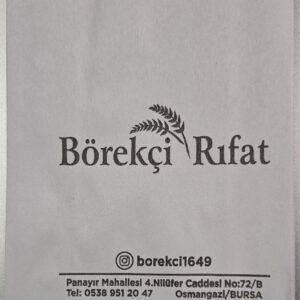 Börekçi Rıfat
borekci1649
Panayır Mahallesi 4.Nilüfer Caddesi No:72/B
Tel: 0538 951 20 47 Osmangazi/BURSA